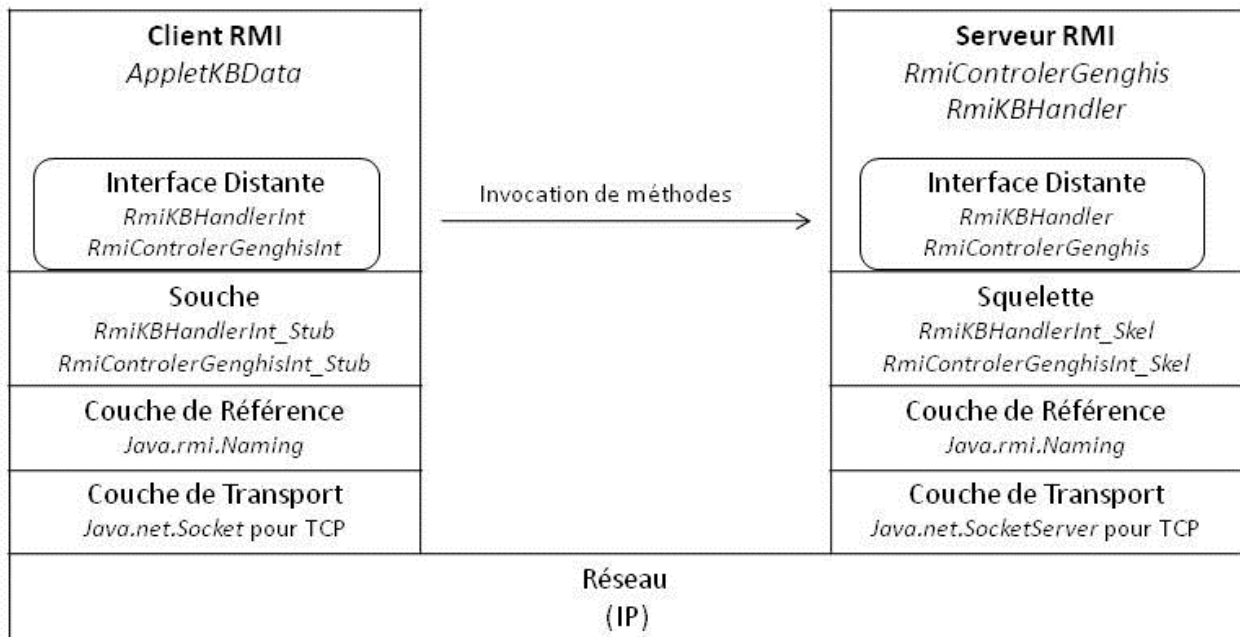 Client RMI
AppletKBData
Interface Distante
RmiKBHandlerInt
RmiControlerGenghisInt
Souche
RmiKBHandlerInt_Stub
RmiControlerGenghisInt_Stub
Couche de Référence
Java.rmi.Naming
Couche de Transport
Java.net.Socket pour TCP
Invocation de méthodes
Serveur RMI
RmiControlerGenghis
RmiKBHandler
Interface Distante
RmiKBHandler
RmiControlerGenghis
Squelette
RmiKBHandlerInt_Skel
RmiControlerGenghisInt_Skel
Couche de Référence
Java.rmi.Naming
Couche de Transport
Java.net.SocketServer pour TCP
Réseau
(IP)